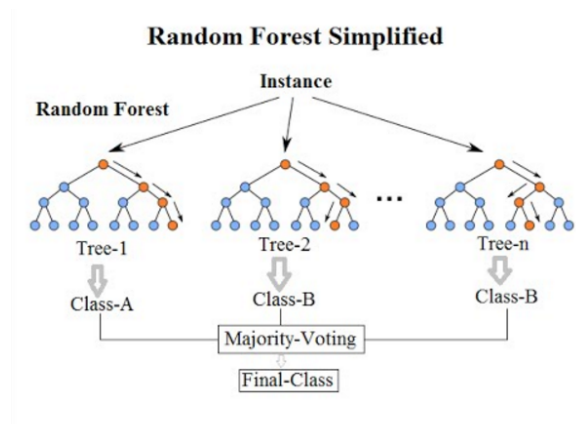 Random Forest Simplified
Instance
Random Forest
...
Tree-1
Tree-2
Tree-n
Class-A
Class-B
Class-B
Majority-Voting
Final-Class